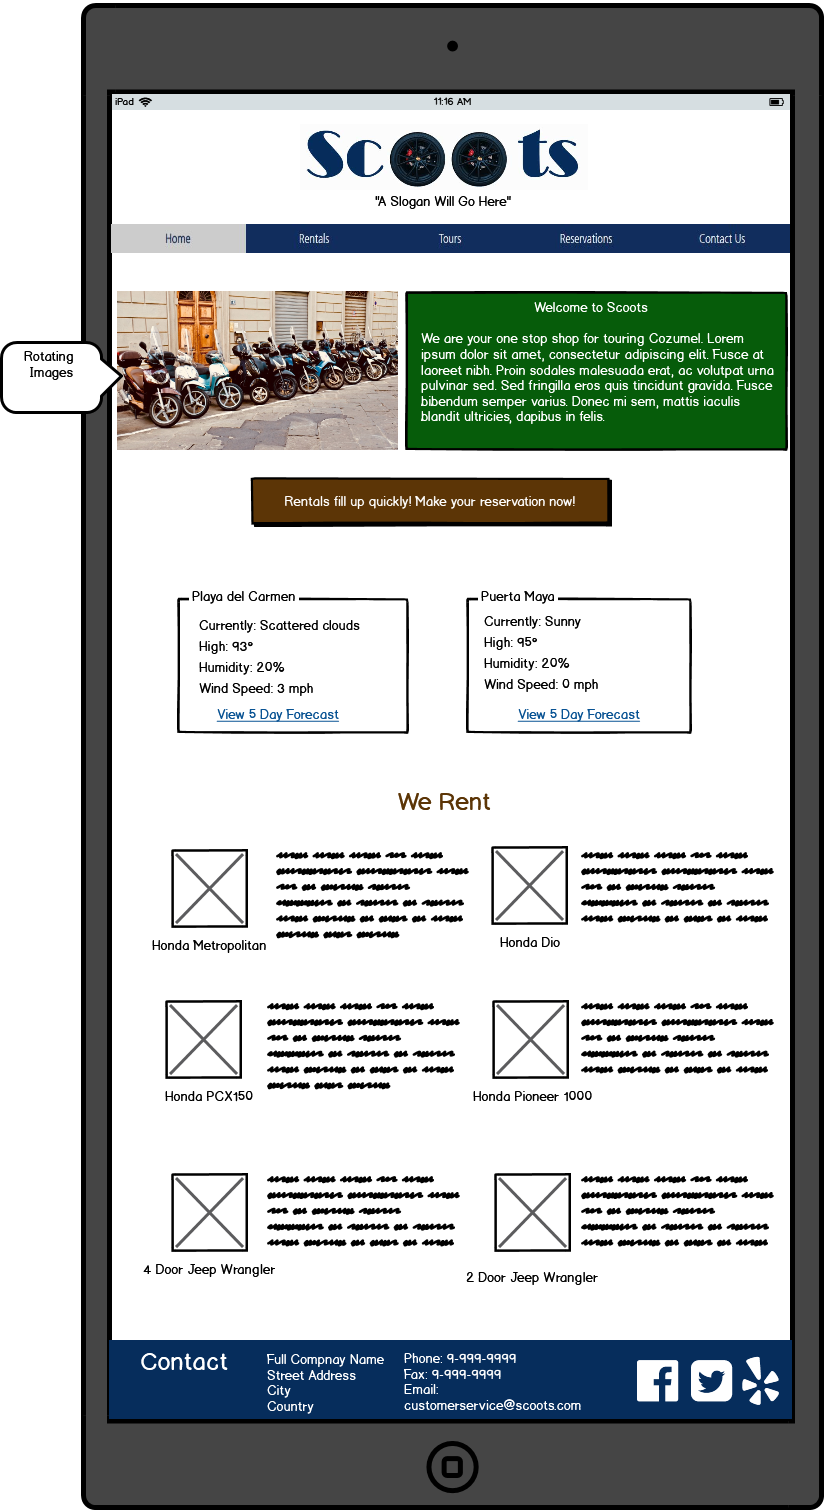 iPad
11:16 AM
Scoots
"A Slogan Will Go Here"
Home
Rentals
Tours
Reservations
Contact Us
Rotating
Images
Welcome to Scoots
We are your one stop shop for touring Cozumel. Lorem
ipsum dolor sit amet, consectetur adipiscing elit. Fusce at
laoreet nibh. Proin sodales malesuada erat, ac volutpat urna
pulvinar sed. Sed fringilla eros quis tincidunt gravida. Fusce
bibendum semper varius. Donec mi sem, mattis iaculis
blandit ultricies, dapibus in felis.
Rentals fill up quickly! Make your reservation now!
Playa del Carmen
Currently: Scattered clouds
High: 93°
Humidity: 20%
Wind Speed: 3 mph
View 5 Day Forecast
Puerta Maya
Currently: Sunny
High: 95°
Humidity: 20%
Wind Speed: 0 mph
View 5 Day Forecast
We Rent
Honda Metropolitan
Honda Dio
Honda PCX150
Honda Pioneer 1000
4 Door Jeep Wrangler
2 Door Jeep Wrangler
Contact
Full Compnay Name
Street Address
City
Country
Phone: 9-999-9999
Fax: 9-999-9999
Email:
customerservice@scoots.com